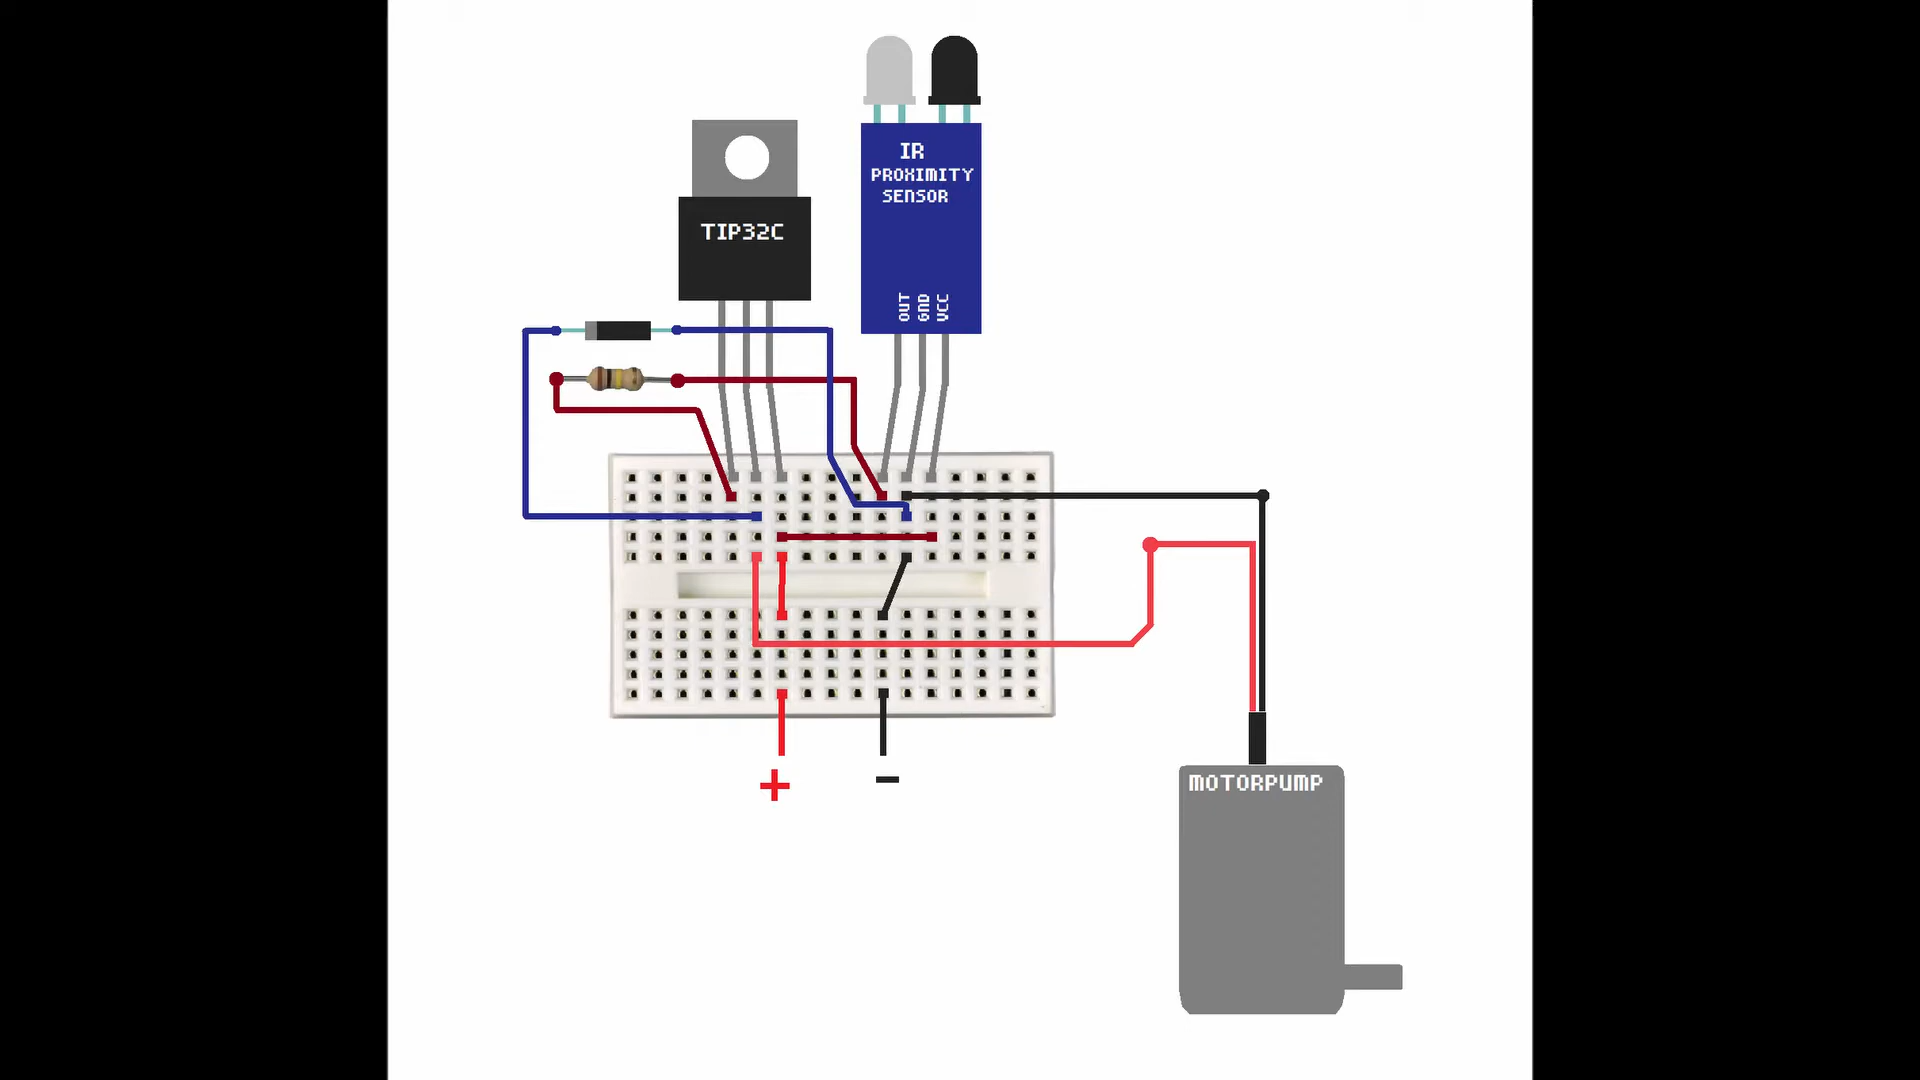 IR
PROXIMITY
SENSOR
TIP32C
OUT
GND
VCC
+
-
MOTORPUMP